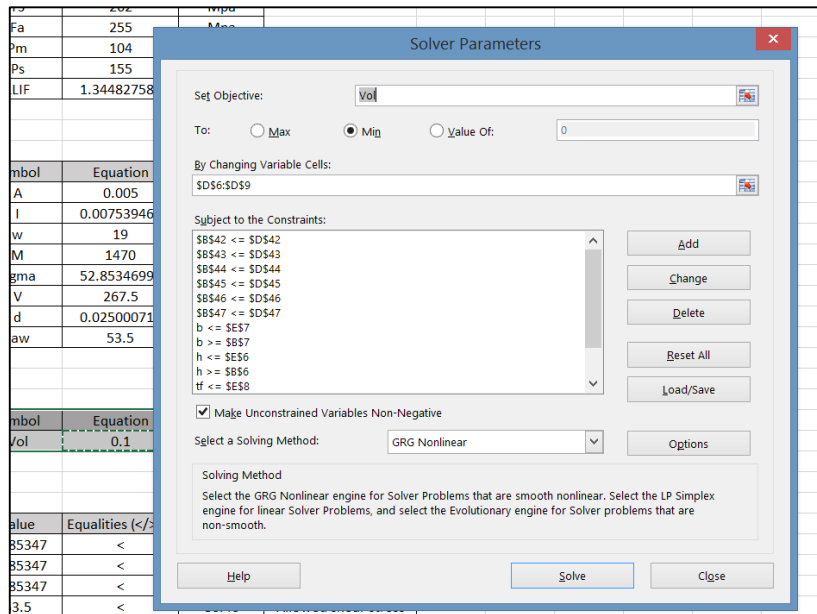 Fa 255 Mpa
Pm 104
Ps 155
LIF 1.34482758
Solver Parameters
Set Objective: Vol
To: Max Min Value Of: 0
By Changing Variable Cells:
$D$6:$D$9
Subject to the Constraints:
$B$42 <= $D$42
$B$43 <= $D$43
$B$44 <= $D$44
$B$45 <= $D$45
$B$46 <= $D$46
$B$47 <= $D$47
b <= $E$7
b >= $B$7
h <= $E$6
h >= $B$6
tf <= $E$8
Add
Change
Delete
Reset All
Load/Save
Make Unconstrained Variables Non-Negative
Select a Solving Method: GRG Nonlinear Options
Solving Method
Select the GRG Nonlinear engine for Solver Problems that are smooth nonlinear. Select the LP Simplex
engine for linear Solver Problems, and select the Evolutionary engine for Solver problems that are
non-smooth.
Help Solve Close
mbol Equation
A 0.005
I 0.00753946
w 19
M 1470
gma 52.8534699
V 267.5
d 0.02500071
aw 53.5
mbol Equation
Vol 0.1
alue Equalities (</>
85347 <
85347 <
85347 <
3.5 <